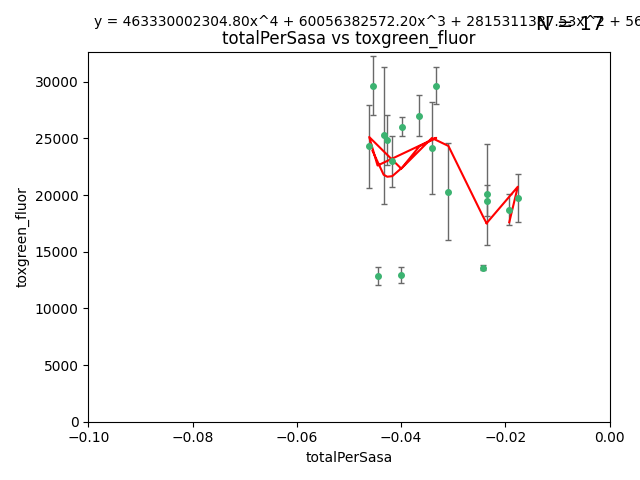 y = 463330002304.80x^4 + 60056382572.20x^3 + 2815311387.53x^2 + 56
N = 17
totalPerSasa vs toxgreen_fluor
30000
25000
20000
15000
10000
5000
0
toxgreen_fluor
−0.10 −0.08 −0.06 −0.04 −0.02 0.00
totalPerSasa